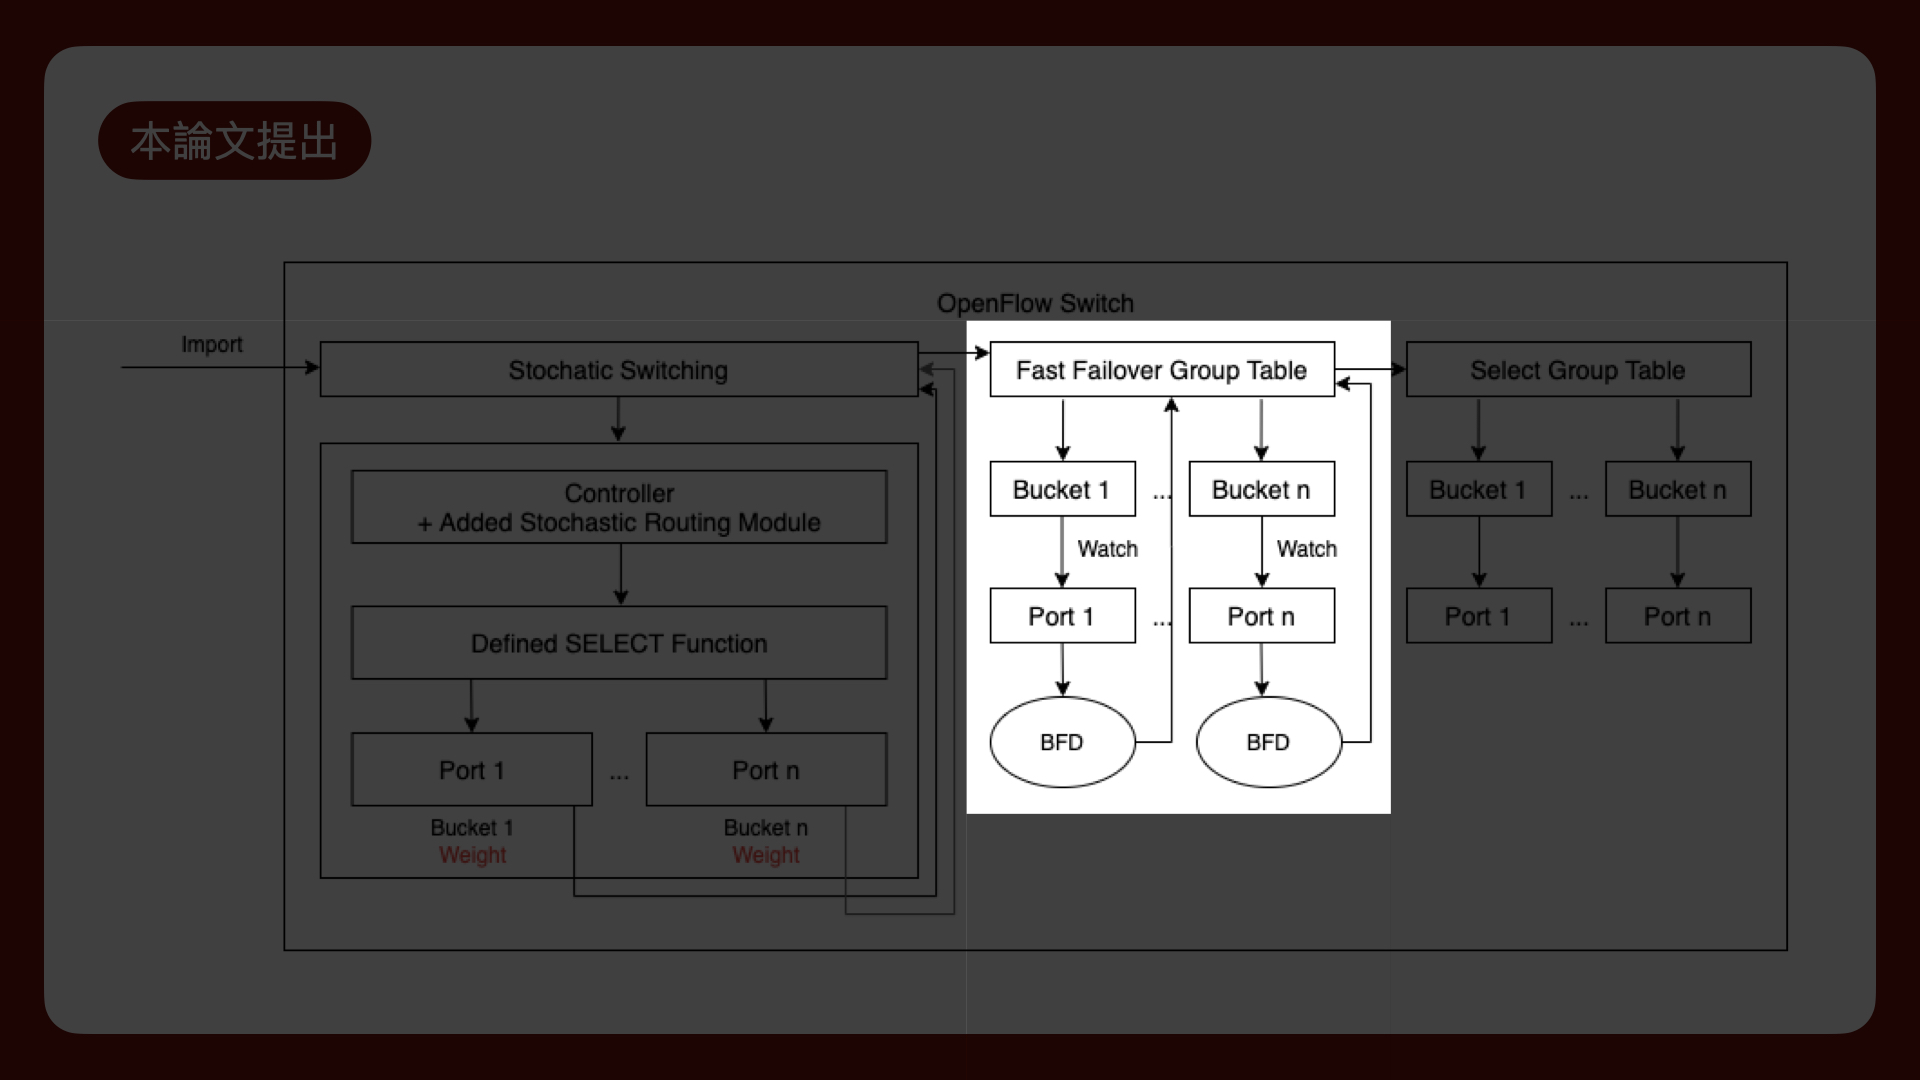 本論文提出
OpenFlow Switch
Import
Stochatic Switching
Controller
+ Added Stochastic Routing Module
Defined SELECT Function
Port 1
...
Port n
Bucket 1
Weight
Bucket n
Weight
Fast Failover Group Table
Bucket 1
...
Bucket n
Watch
Watch
Port 1
...
Port n
BFD
BFD
Select Group Table
Bucket 1
...
Bucket n
Port 1
...
Port n